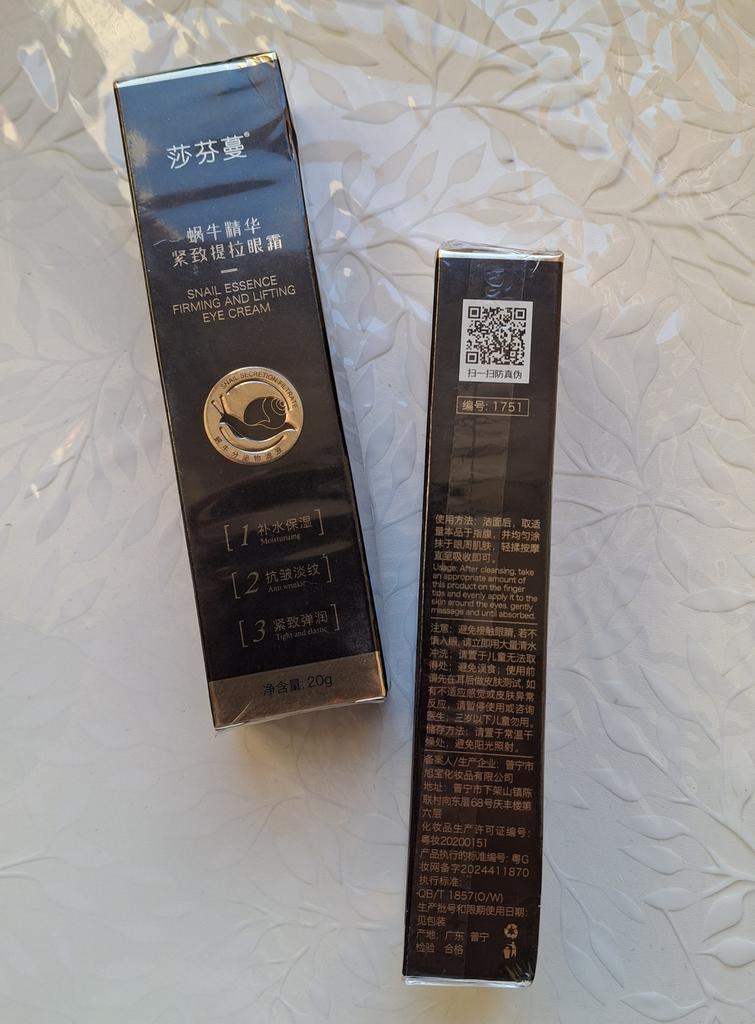 莎芬蔓®
蜗牛精华
紧致提拉眼霜
SNAIL ESSENCE
FIRMING AND LIFTING
EYE CREAM
SNAIL SECRETION FILTRATE
蜗牛分泌物滤液
[ 1 补水保湿 ]
Moisturizing
[ 2 抗皱淡纹 ]
Anti wrinkle
[ 3 紧致弹润 ]
Tight and elastic
净含量: 20g
扫一扫防真伪
编号: 1751
使用方法: 洁面后, 取适
量本品于指腹, 并均匀涂
抹于眼周肌肤, 轻揉按摩
直至吸收即可。
Usage: After cleansing, take
an appropriate amount of
this product on the finger
tips and evenly apply it to the
skin around the eyes, gently
massage and until absorbed.
注意: 避免接触眼睛, 若不
慎入眼, 请立即用大量清水
冲洗; 请置于儿童无法取
得处; 避免误食; 使用前
请先在耳后做皮肤测试, 如
有不适应感觉或皮肤异常
反应, 请暂停使用或咨询
医生; 三岁以下儿童勿用。
储存方法: 请置于常温干
燥处, 避免阳光照射。
备案人/生产企业: 普宁市
旭宝化妆品有限公司
地址: 普宁市下架山镇陈
联村向东厝68号庆丰楼第
六层
化妆品生产许可证编号:
粤妆20200151
产品执行的标准编号: 粤G
妆网备字2024411870
执行标准:
QB/T 1857(O/W)
生产批号和限期使用日期:
见包装
产地: 广东 普宁
检验 合格